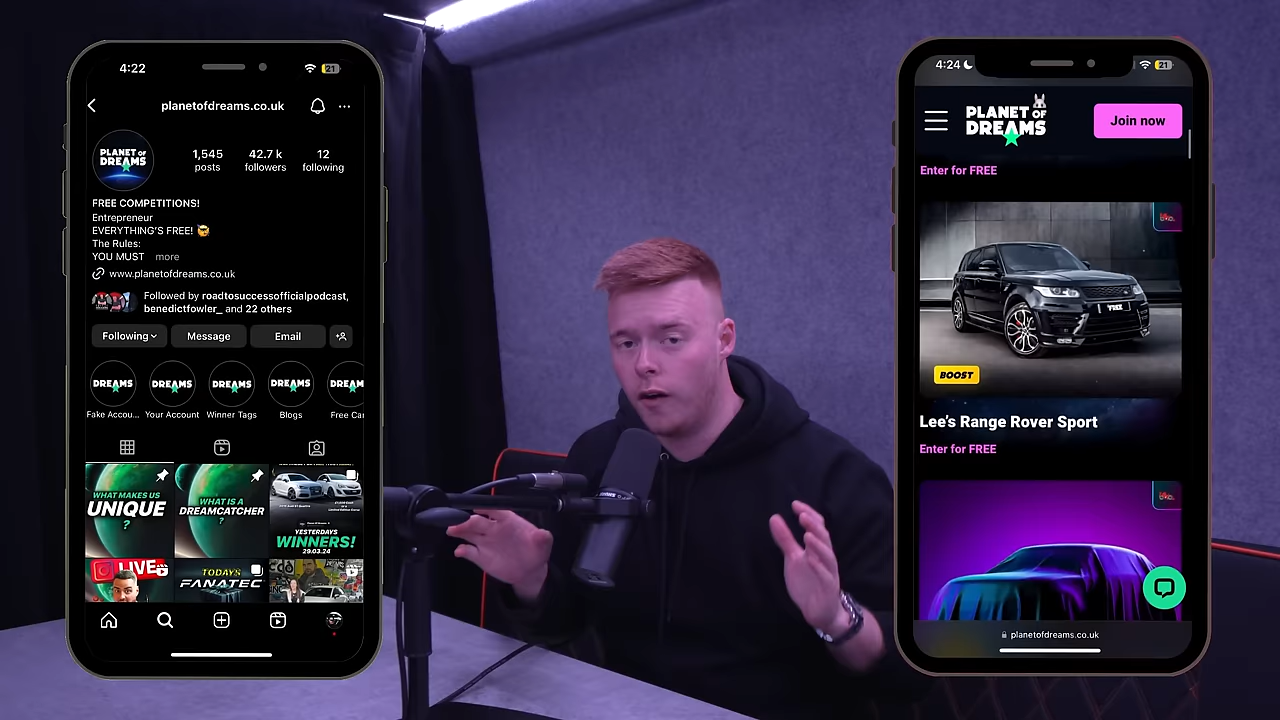 4:22
21
planetofdreams.co.uk
PLANET OF
DREAMS
1,545
posts
42.7 k
followers
12
following
FREE COMPETITIONS!
Entrepreneur
EVERYTHING'S FREE! 🤯
The Rules:
YOU MUST more
www.planetofdreams.co.uk
Followed by roadtosuccessofficialpodcast,
benedictfowler_ and 22 others
Following
Message
Email
DREAMS
DREAMS
DREAMS
DREAMS
DREAM
Fake Accou...
Your Account
Winner Tags
Blogs
Free Car
WHAT MAKES US
UNIQUE
?
WHAT IS A
DREAMCATCHER
?
YESTERDAYS
WINNERS!
29.03.24
LIVE
TODAYS
FANATEC
4:24
21
PLANET OF
DREAMS
Join now
Enter for FREE
BOOST
Lee's Range Rover Sport
Enter for FREE
planetofdreams.co.uk